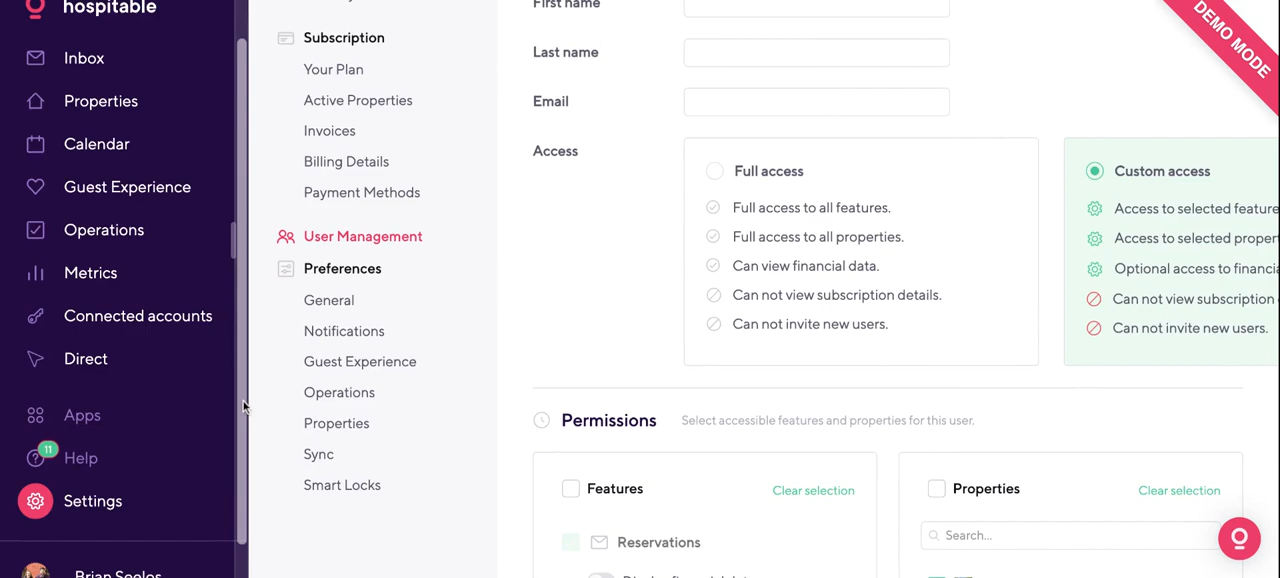 hospitable
Inbox
Properties
Calendar
Guest Experience
Operations
Metrics
Connected accounts
Direct
Apps
11
Help
Settings
Subscription
Your Plan
Active Properties
Invoices
Billing Details
Payment Methods
User Management
Preferences
General
Notifications
Guest Experience
Operations
Properties
Sync
Smart Locks
First name
Last name
Email
Access
Full access
Full access to all features.
Full access to all properties.
Can view financial data.
Can not view subscription details.
Can not invite new users.
Custom access
Access to selected feature
Access to selected proper
Optional access to financi
Can not view subscription
Can not invite new users.
Permissions Select accessible features and properties for this user.
Features Clear selection
Reservations
Properties Clear selection
Search...
DEMO MODE